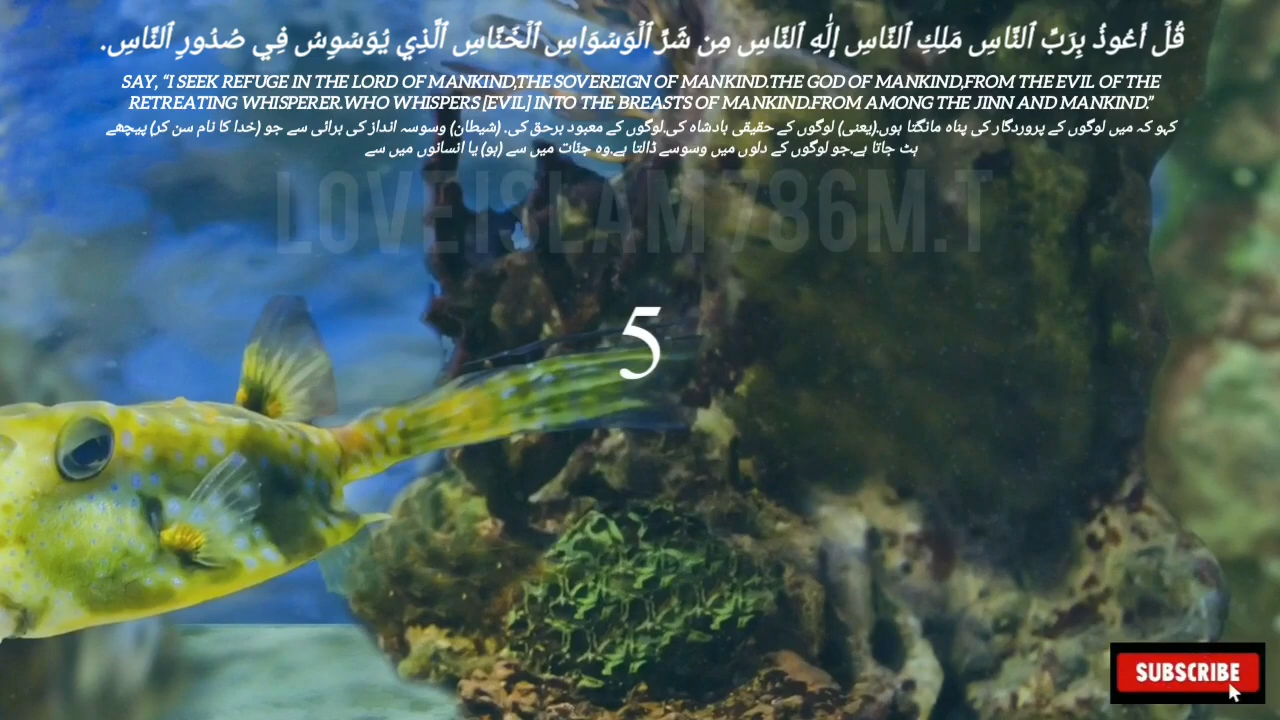 قُلْ أَعُوذُ بِرَبِّ ٱلنَّاسِ مَلِكِ ٱلنَّاسِ إِلَٰهِ ٱلنَّاسِ مِن شَرِّ ٱلْوَسْوَاسِ ٱلْخَنَّاسِ ٱلَّذِي يُوَسْوِسُ فِي صُدُورِ ٱلنَّاسِ.
SAY, “I SEEK REFUGE IN THE LORD OF MANKIND,THE SOVEREIGN OF MANKIND.THE GOD OF MANKIND,FROM THE EVIL OF THE
RETREATING WHISPERER.WHO WHISPERS [EVIL] INTO THE BREASTS OF MANKIND.FROM AMONG THE JINN AND MANKIND.”
کہو کہ میں لوگوں کے پروردگار کی پناہ مانگتا ہوں.(یعنی) لوگوں کے حقیقی بادشاہ کی.لوگوں کے معبود برحق کی. (شیطان) وسوسہ انداز کی برائی سے جو (خدا کا نام سن کر) پیچھے
ہٹ جاتا ہے.جو لوگوں کے دلوں میں وسوسے ڈالتا ہے.وہ جنّات میں سے (ہو) یا انسانوں میں سے
LOVEISLAM786M.T
5
SUBSCRIBE